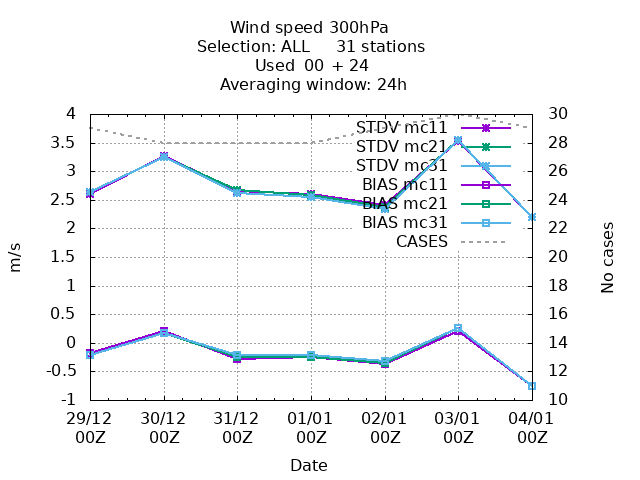 Wind speed 300hPa
Selection: ALL     31 stations
Used  00 + 24
Averaging window: 24h
4
3.5
3
2.5
2
1.5
1
0.5
0
-0.5
-1
m/s
STDV mc11
STDV mc21
STDV mc31
BIAS mc11
BIAS mc21
BIAS mc31
CASES
30
28
26
24
22
20
18
16
14
12
10
No cases
29/12 30/12 31/12 01/01 02/01 03/01 04/01
00Z 00Z 00Z 00Z 00Z 00Z 00Z
Date